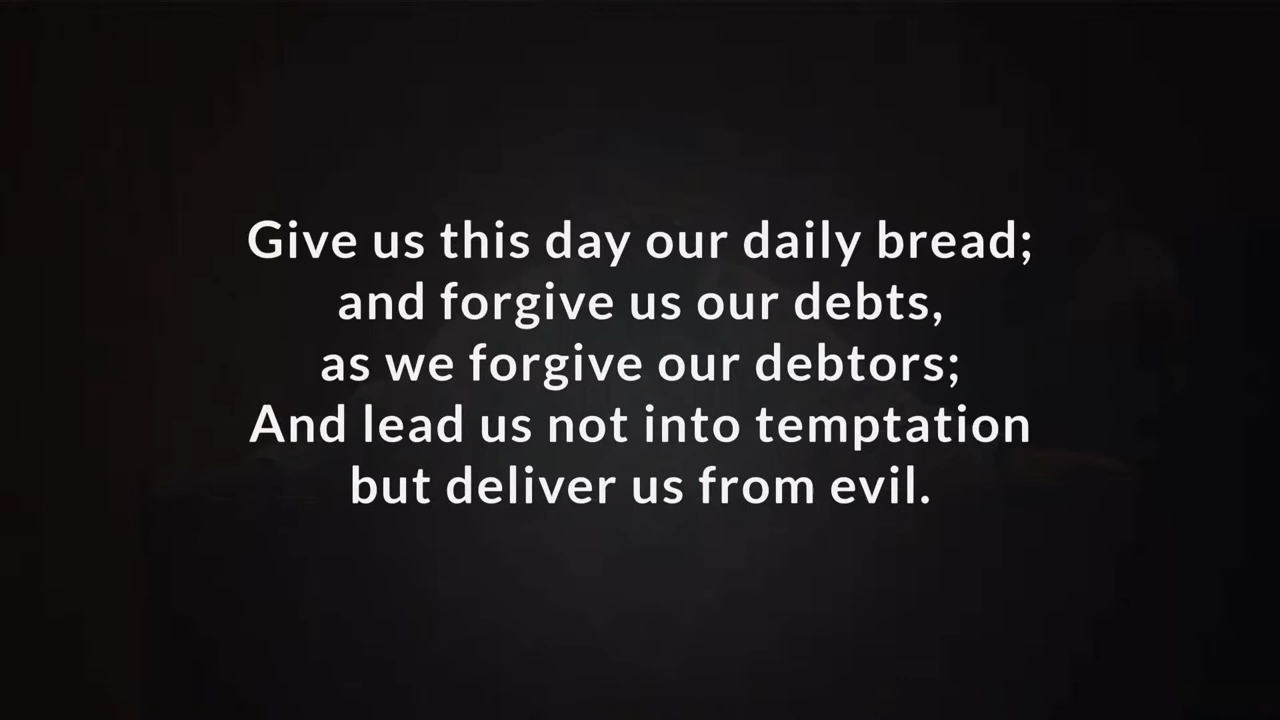 Give us this day our daily bread;
and forgive us our debts,
as we forgive our debtors;
And lead us not into temptation
but deliver us from evil.